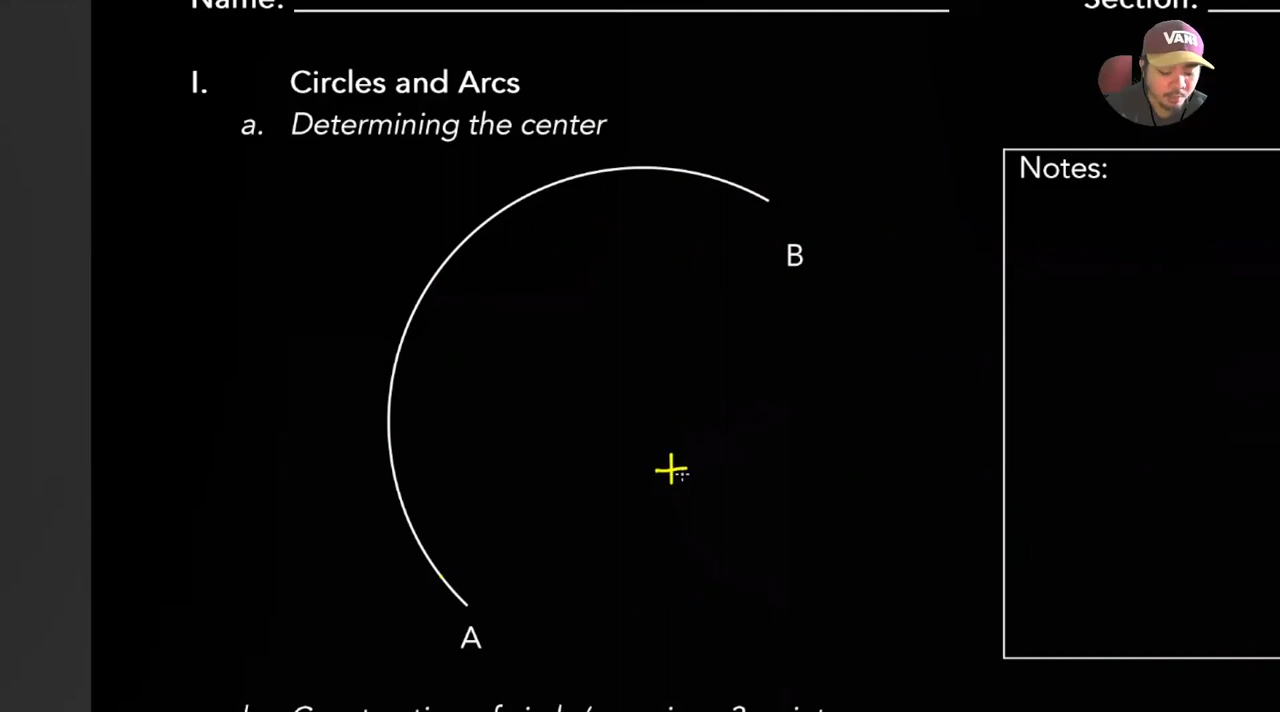 Name:
Section:
VANS
I. Circles and Arcs
a. Determining the center
Notes:
B
A